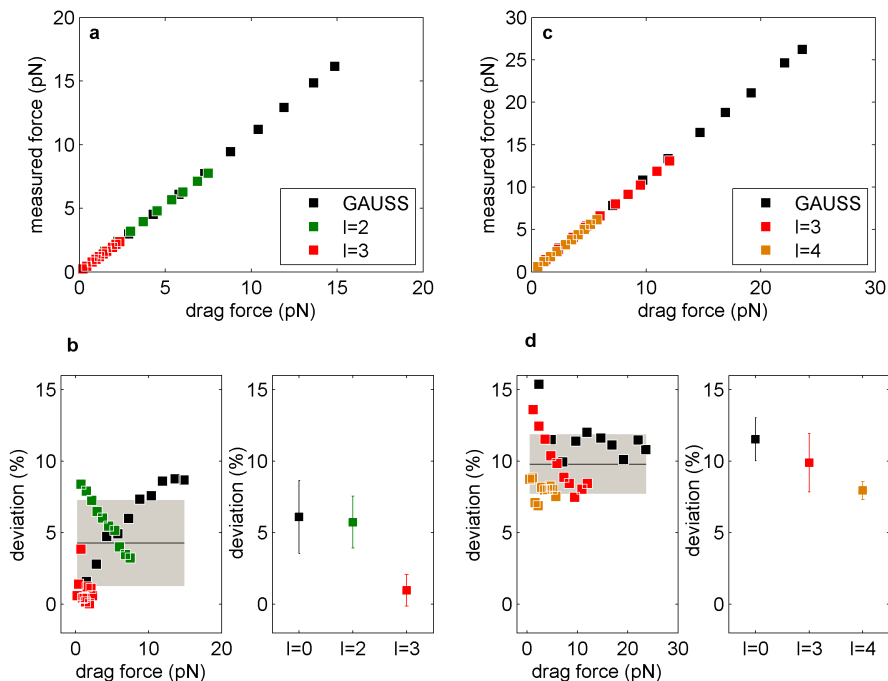 a
measured force (pN)
20
15
10
5
0
0 5 10 15 20
drag force (pN)
GAUSS
l=2
l=3
c
measured force (pN)
30
25
20
15
10
5
0
0 10 20 30
drag force (pN)
GAUSS
l=3
l=4
b
deviation (%)
15
10
5
0
0 10 20
drag force (pN)
deviation (%)
15
10
5
0
l=0 l=2 l=3
d
deviation (%)
15
10
5
0
0 10 20 30
drag force (pN)
deviation (%)
15
10
5
0
l=0 l=3 l=4